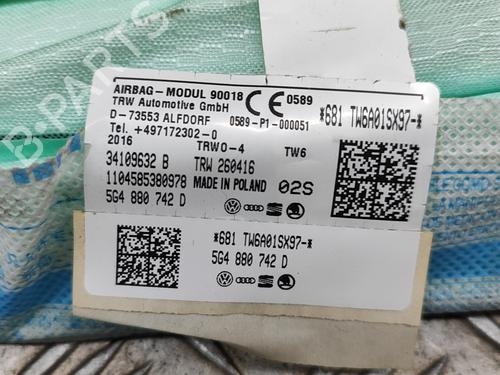 AIRBAG-MODUL 90018
TRW Automotive GmbH
CE 0589
D-73553 ALFDORF
0589-P1-000051
Tel. +497172302-0
2016
TRWO-4
TW6
*681 TW6A01SX97-*
34109632 B
TRW 260416
1104585380978
MADE IN POLAND
02S
5G4 880 742 D
*681 TW6A01SX97-*
5G4 880 742 D
B PARTS